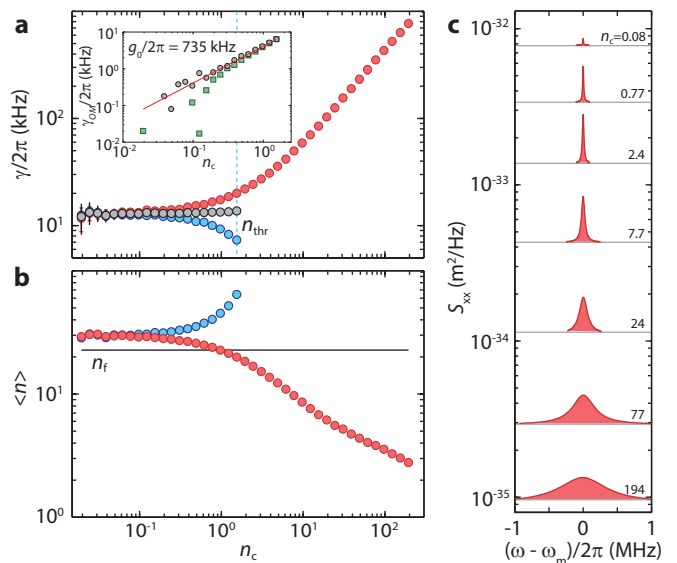 a
γ/2π (kHz)
10²
10¹
g₀/2π = 735 kHz
γ_OM/2π (kHz)
10¹
10⁰
10⁻¹
10⁻²
10⁻²
10⁻¹
10⁰
n_c
n_thr
b
<n>
10¹
10⁰
n_f
10⁻¹
10⁰
10¹
10²
n_c
c
S_xx (m²/Hz)
10⁻³²
10⁻³³
10⁻³⁴
10⁻³⁵
n_c=0.08
0.77
2.4
7.7
24
77
194
-1
0
1
(ω - ω_m)/2π (MHz)